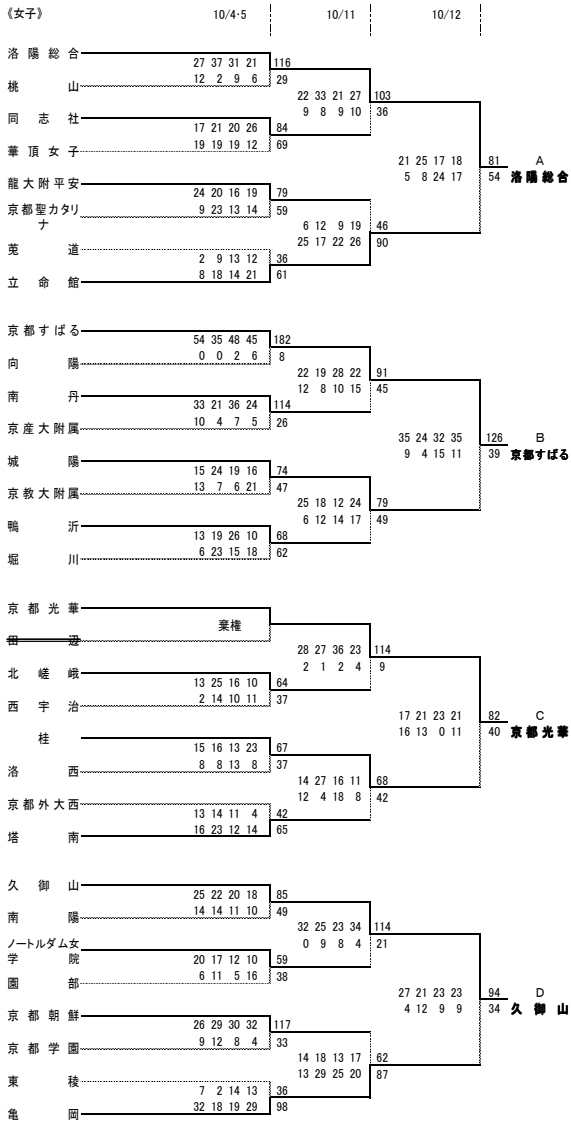 《女子》 10/4・5 10/11 10/12
洛陽総合
27 37 31 21 116
12 2 9 6 29
桃山
22 33 21 27 103
9 8 9 10 36
同志社
17 21 20 26 84
19 19 19 12 69
華頂女子
21 25 17 18 81 A
5 8 24 17 54 洛陽総合
龍大附平安
24 20 16 19 79
9 23 13 14 59
京都聖カタリ
ナ
6 12 9 19 46
25 17 22 26 90
莵道
2 9 13 12 36
8 18 14 21 61
立命館
京都すばる
54 35 48 45 182
0 0 2 6 8
向陽
22 19 28 22 91
12 8 10 15 45
南丹
33 21 36 24 114
10 4 7 5 26
京産大附属
35 24 32 35 126 B
9 4 15 11 39 京都すばる
城陽
15 24 19 16 74
13 7 6 21 47
京教大附属
25 18 12 24 79
6 12 14 17 49
鴨沂
13 19 26 10 68
6 23 15 18 62
堀川
京都光華
棄権
田辺
28 27 36 23 114
2 1 2 4 9
北嵯峨
13 25 16 10 64
2 14 10 11 37
西宇治
17 21 23 21 82 C
16 13 0 11 40 京都光華
桂
15 16 13 23 67
8 8 13 8 37
洛西
14 27 16 11 68
12 4 18 8 42
京都外大西
13 14 11 4 42
16 23 12 14 65
塔南
久御山
25 22 20 18 85
14 14 11 10 49
南陽
32 25 23 34 114
0 9 8 4 21
ノートルダム女
学院
20 17 12 10 59
6 11 5 16 38
園部
27 21 23 23 94 D
4 12 9 9 34 久御山
京都朝鮮
26 29 30 32 117
9 12 8 4 33
京都学園
14 18 13 17 62
13 29 25 20 87
東稜
7 2 14 13 36
32 18 19 29 98
亀岡